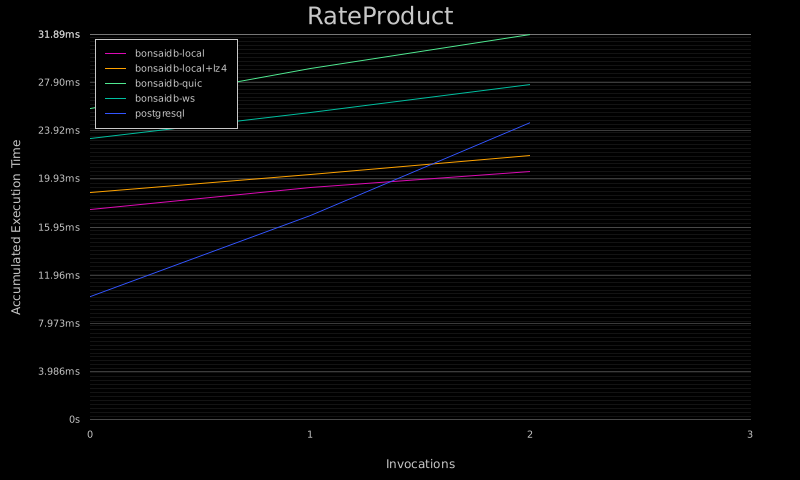 RateProduct
31.89ms
bonsaidb-local
bonsaidb-local+lz4
bonsaidb-quic
bonsaidb-ws
postgresql
27.90ms
23.92ms
19.93ms
15.95ms
11.96ms
7.973ms
3.986ms
0s
Accumulated Execution Time
0 1 2 3
Invocations